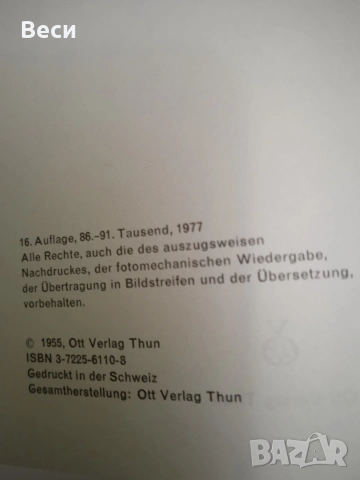 Веси
16. Auflage, 86.–91. Tausend, 1977
Alle Rechte, auch die des auszugsweisen
Nachdruckes, der fotomechanischen Wiedergabe,
der Übertragung in Bildstreifen und der Übersetzung,
vorbehalten.
© 1955, Ott Verlag Thun
ISBN 3-7225-6110-8
Gedruckt in der Schweiz
Gesamtherstellung: Ott Verlag Thun
BAZAR